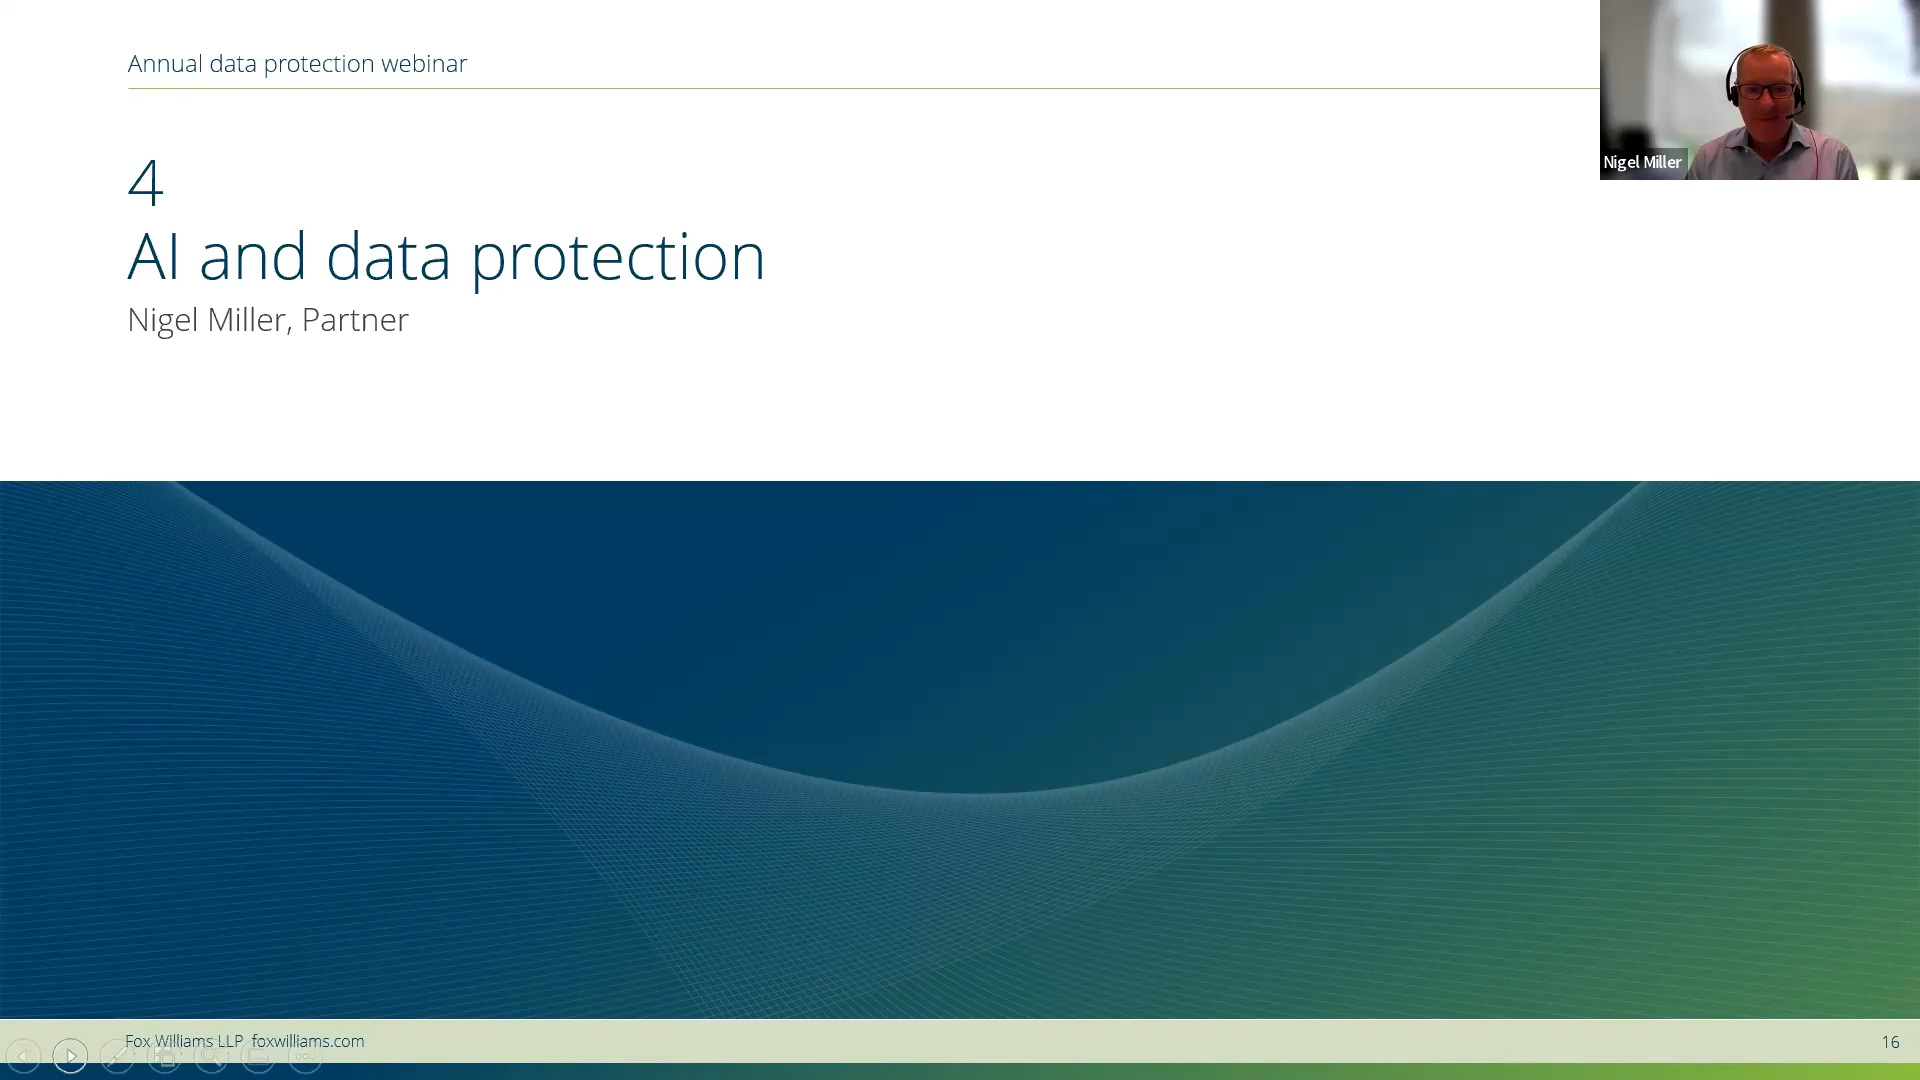 Annual data protection webinar
4
AI and data protection
Nigel Miller, Partner
Nigel Miller
Fox Williams LLP foxwilliams.com
16